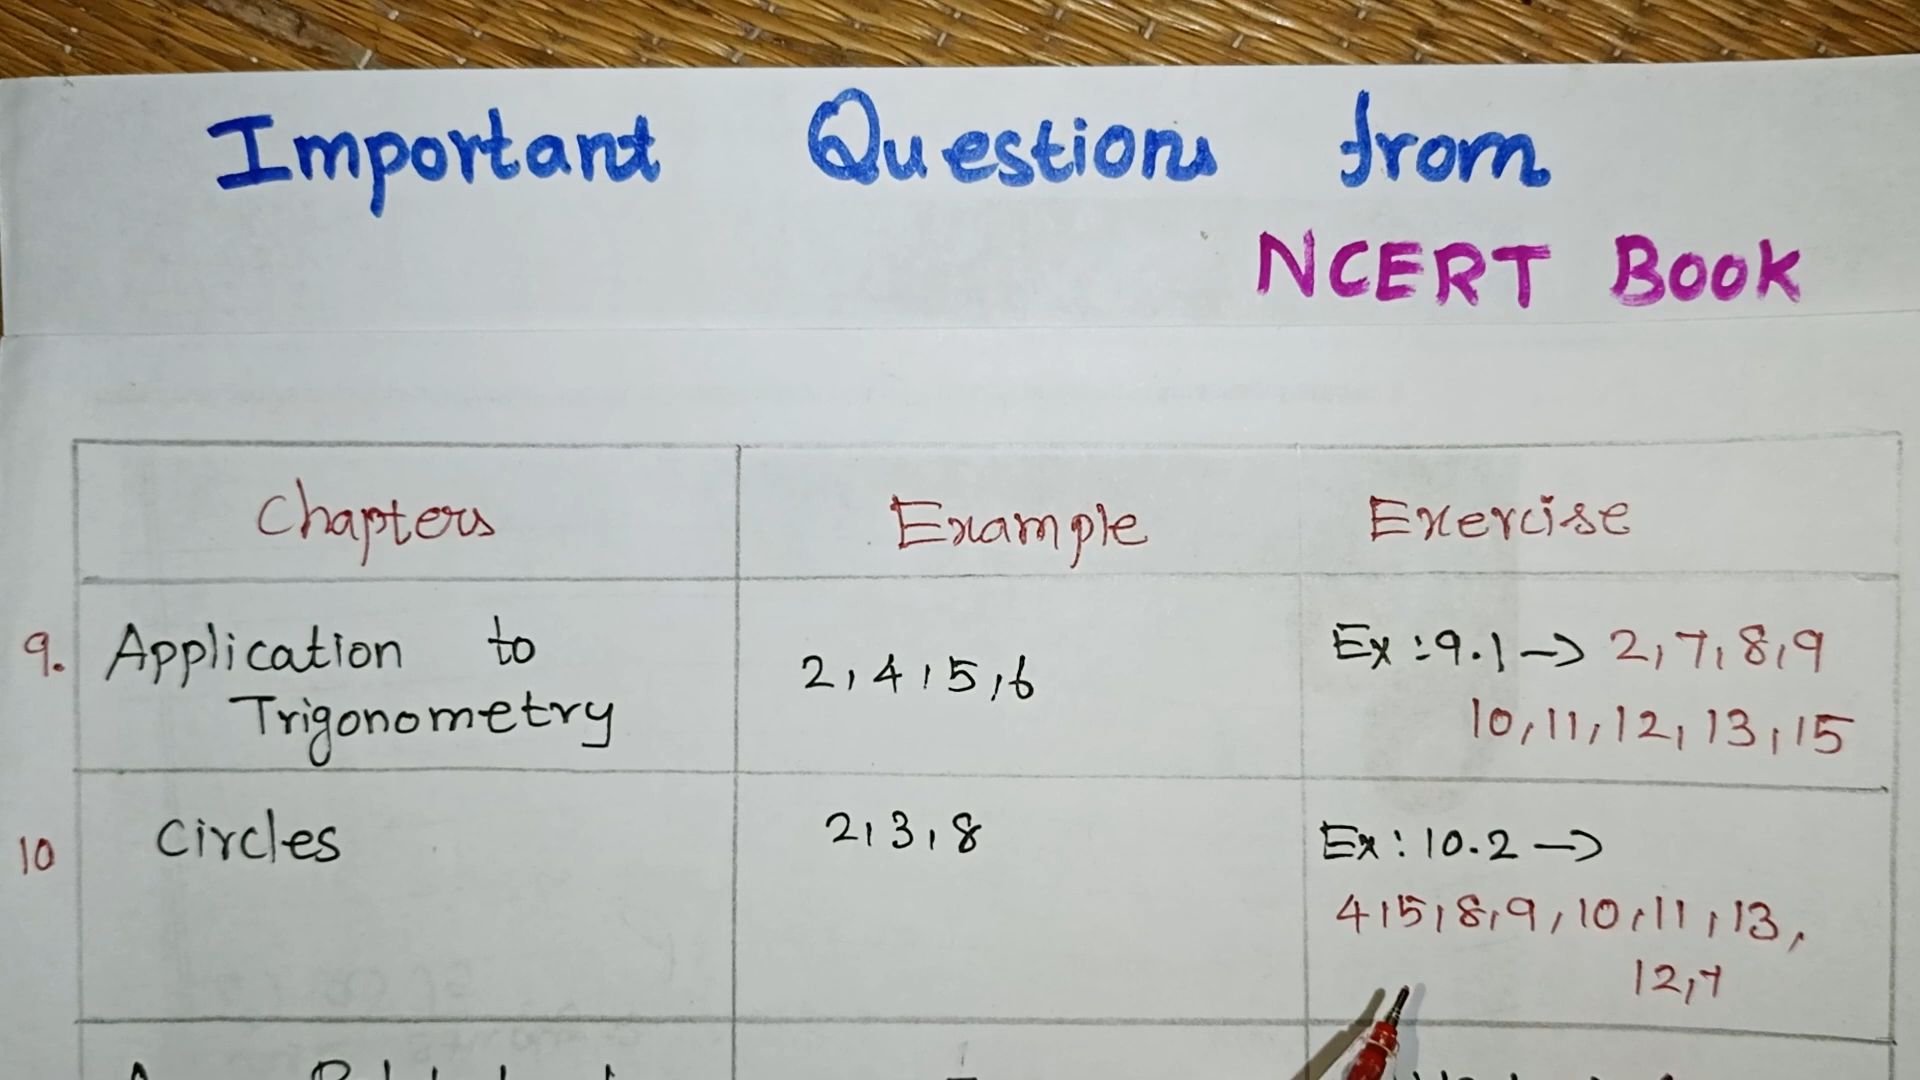 Important Questions from
NCERT Book
Chapters Example Exercise
9. Application to
Trigonometry
2, 4, 5, 6
Ex : 9.1 → 2, 7, 8, 9
10, 11, 12, 13, 15
10 Circles
2, 3, 8
Ex : 10.2 →
4, 5, 8, 9, 10, 11, 13,
12, 7